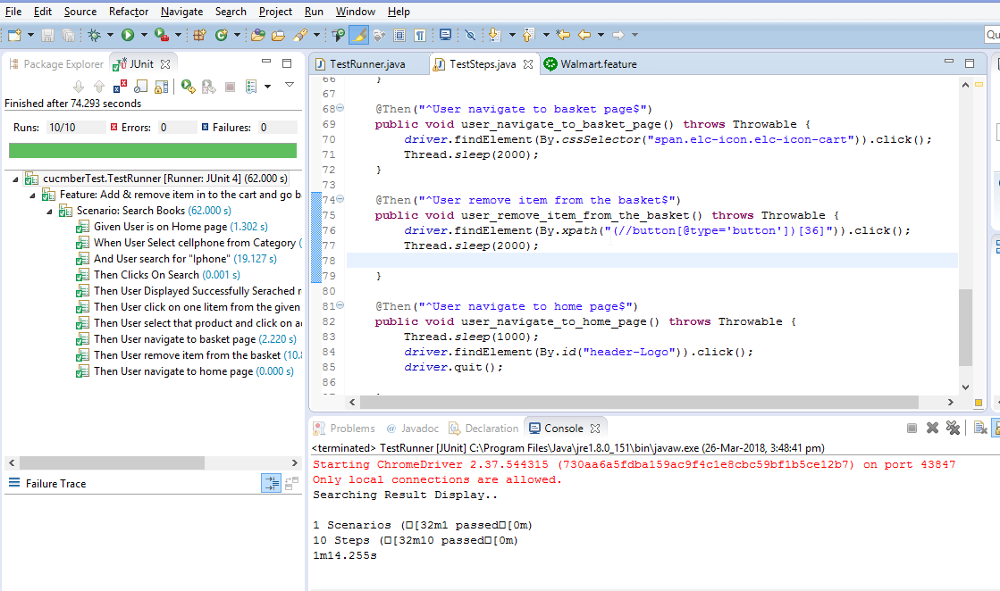 File Edit Source Refactor Navigate Search Project Run Window Help
Qu
Package Explorer JUnit
Finished after 74.293 seconds
Runs: 10/10 Errors: 0 Failures: 0
cucmberTest.TestRunner [Runner: JUnit 4] (62.000 s)
Feature: Add & remove item in to the cart and go b
Scenario: Search Books (62.000 s)
Given User is on Home page (1.302 s)
When User Select cellphone from Category (
And User search for "Iphone" (19.127 s)
Then Clicks On Search (0.001 s)
Then User Displayed Successfully Serached r
Then User click on one litem from the given
Then User select that product and click on a
Then User navigate to basket page (2.220 s)
Then User remove item from the basket (10.
Then User navigate to home page (0.000 s)
Failure Trace
TestRunner.java TestSteps.java Walmart.feature
66 }
67
68 @Then("^User navigate to basket page$")
69 public void user_navigate_to_basket_page() throws Throwable {
70 driver.findElement(By.cssSelector("span.elc-icon.elc-icon-cart")).click();
71 Thread.sleep(2000);
72 }
73
74 @Then("^User remove item from the basket$")
75 public void user_remove_item_from_the_basket() throws Throwable {
76 driver.findElement(By.xpath("(//button[@type='button'])[36]")).click();
77 Thread.sleep(2000);
78
79 }
80
81 @Then("^User navigate to home page$")
82 public void user_navigate_to_home_page() throws Throwable {
83 Thread.sleep(1000);
84 driver.findElement(By.id("header-Logo")).click();
85 driver.quit();
86
Problems @ Javadoc Declaration Console
<terminated> TestRunner [JUnit] C:\Program Files\Java\jre1.8.0_151\bin\javaw.exe (26-Mar-2018, 3:48:41 pm)
Starting ChromeDriver 2.37.544315 (730aa6a5fdba159ac9f4c1e8cbc59bf1b5ce12b7) on port 43847
Only local connections are allowed.
Searching Result Display..
1 Scenarios (□[32m1 passed□[0m)
10 Steps (□[32m10 passed□[0m)
1m14.255s